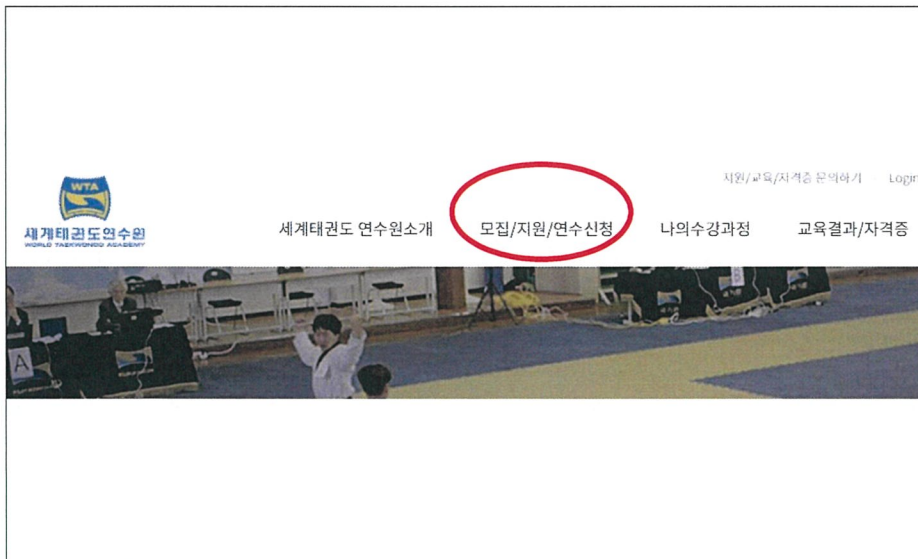 지원/교육/자격증 문의하기 Login
WTA
세계태권도연수원
WORLD TAEKWONDO ACADEMY
세계태권도 연수원소개 모집/지원/연수신청 나의수강과정 교육결과/자격증
A